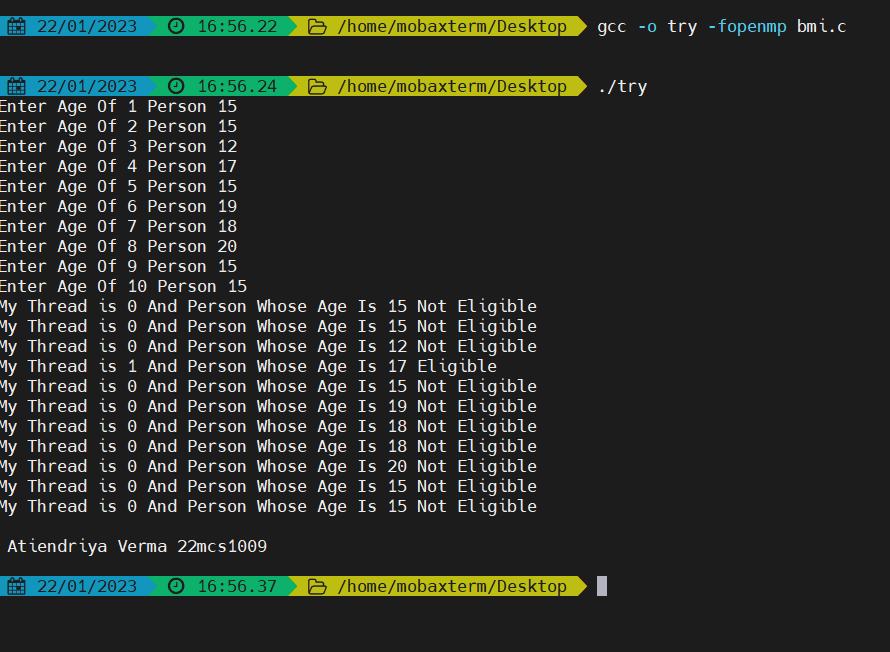 22/01/2023 16:56.22 /home/mobaxterm/Desktop gcc -o try -fopenmp bmi.c
22/01/2023 16:56.24 /home/mobaxterm/Desktop ./try
Enter Age Of 1 Person 15
Enter Age Of 2 Person 15
Enter Age Of 3 Person 12
Enter Age Of 4 Person 17
Enter Age Of 5 Person 15
Enter Age Of 6 Person 19
Enter Age Of 7 Person 18
Enter Age Of 8 Person 20
Enter Age Of 9 Person 15
Enter Age Of 10 Person 15
My Thread is 0 And Person Whose Age Is 15 Not Eligible
My Thread is 0 And Person Whose Age Is 15 Not Eligible
My Thread is 0 And Person Whose Age Is 12 Not Eligible
My Thread is 1 And Person Whose Age Is 17 Eligible
My Thread is 0 And Person Whose Age Is 15 Not Eligible
My Thread is 0 And Person Whose Age Is 19 Not Eligible
My Thread is 0 And Person Whose Age Is 18 Not Eligible
My Thread is 0 And Person Whose Age Is 18 Not Eligible
My Thread is 0 And Person Whose Age Is 20 Not Eligible
My Thread is 0 And Person Whose Age Is 15 Not Eligible
My Thread is 0 And Person Whose Age Is 15 Not Eligible
Atiendriya Verma 22mcs1009
22/01/2023 16:56.37 /home/mobaxterm/Desktop